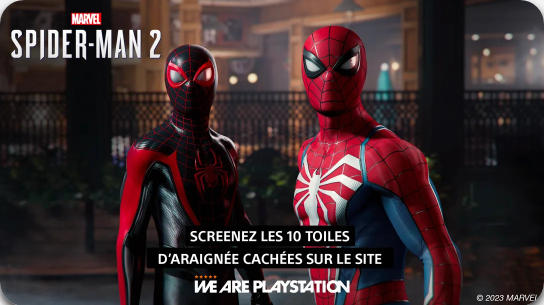 MARVEL
SPIDER-MAN 2
SCREENEZ LES 10 TOILES
D'ARAIGNÉE CACHÉES SUR LE SITE
WE ARE PLAYSTATION
© 2023 MARVEL